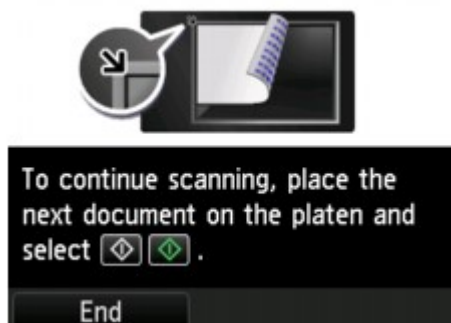 To continue scanning, place the
next document on the platen and
select .
End